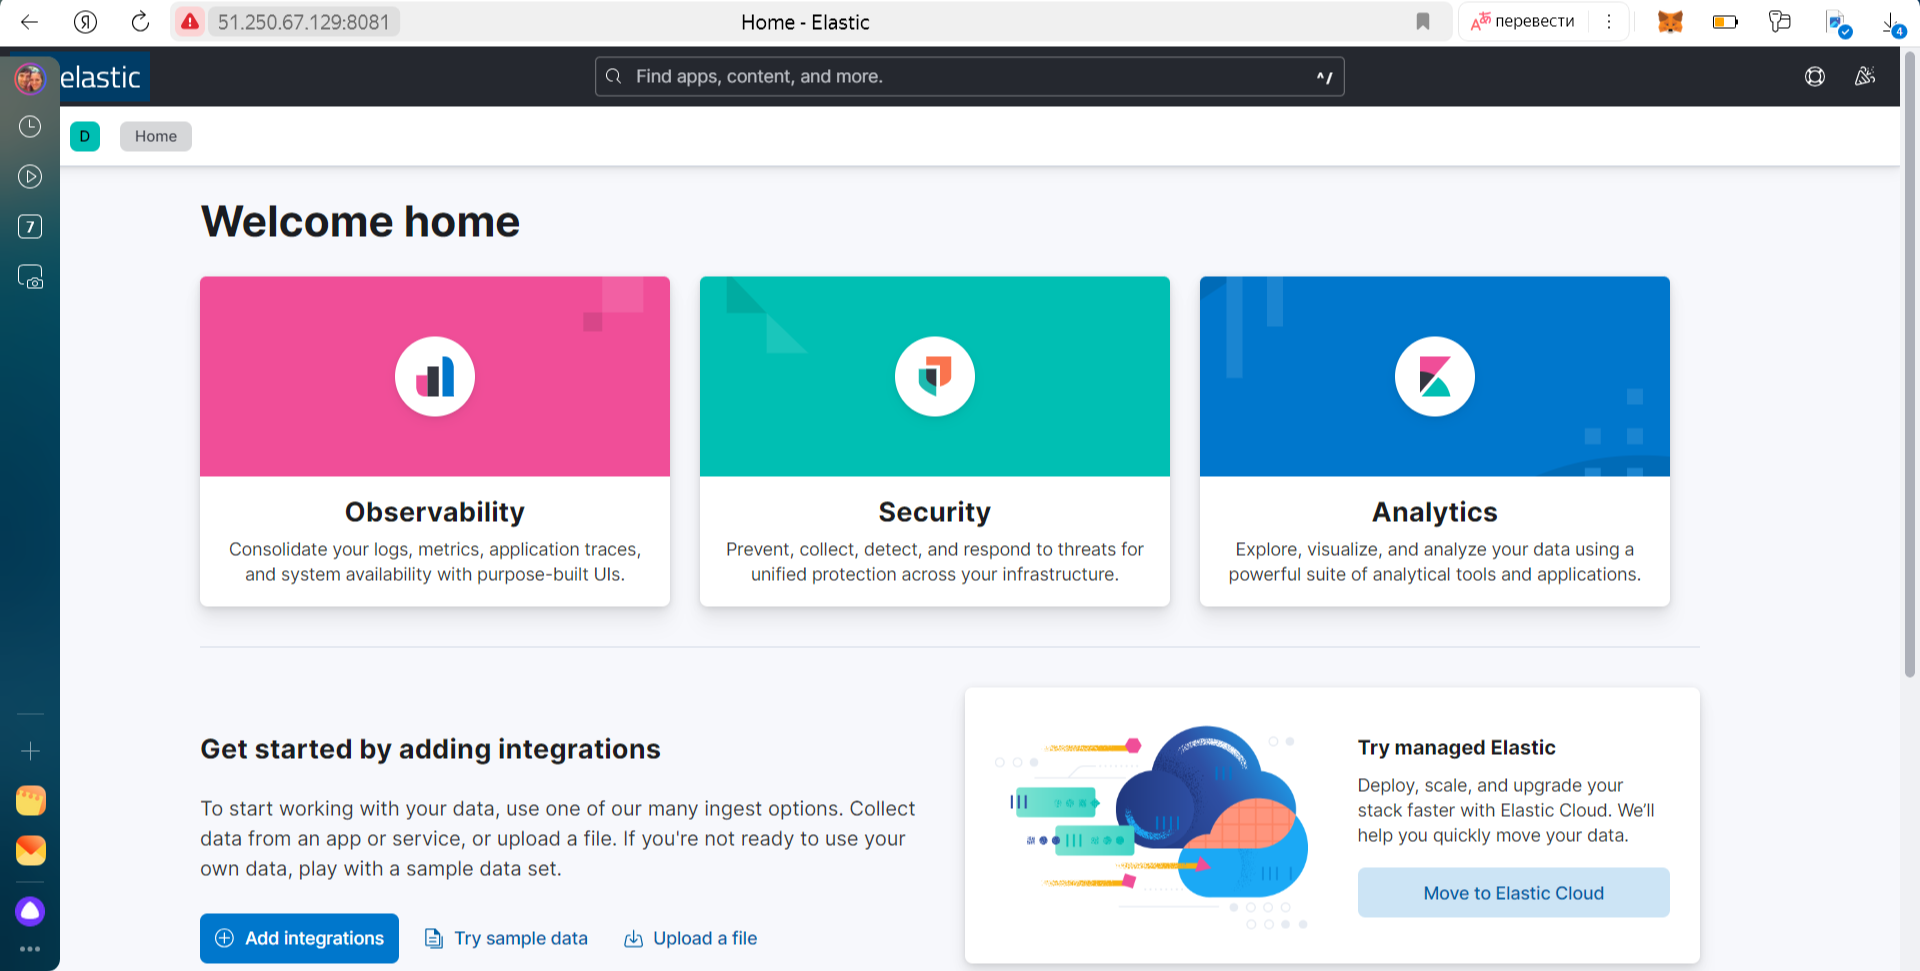 Я
51.250.67.129:8081
Home - Elastic
перевести
4
elastic
Find apps, content, and more.
^/
D
Home
7
Welcome home
Observability
Consolidate your logs, metrics, application traces,
and system availability with purpose-built UIs.
Security
Prevent, collect, detect, and respond to threats for
unified protection across your infrastructure.
Analytics
Explore, visualize, and analyze your data using a
powerful suite of analytical tools and applications.
Get started by adding integrations
To start working with your data, use one of our many ingest options. Collect
data from an app or service, or upload a file. If you're not ready to use your
own data, play with a sample data set.
Add integrations
Try sample data
Upload a file
Try managed Elastic
Deploy, scale, and upgrade your
stack faster with Elastic Cloud. We’ll
help you quickly move your data.
Move to Elastic Cloud